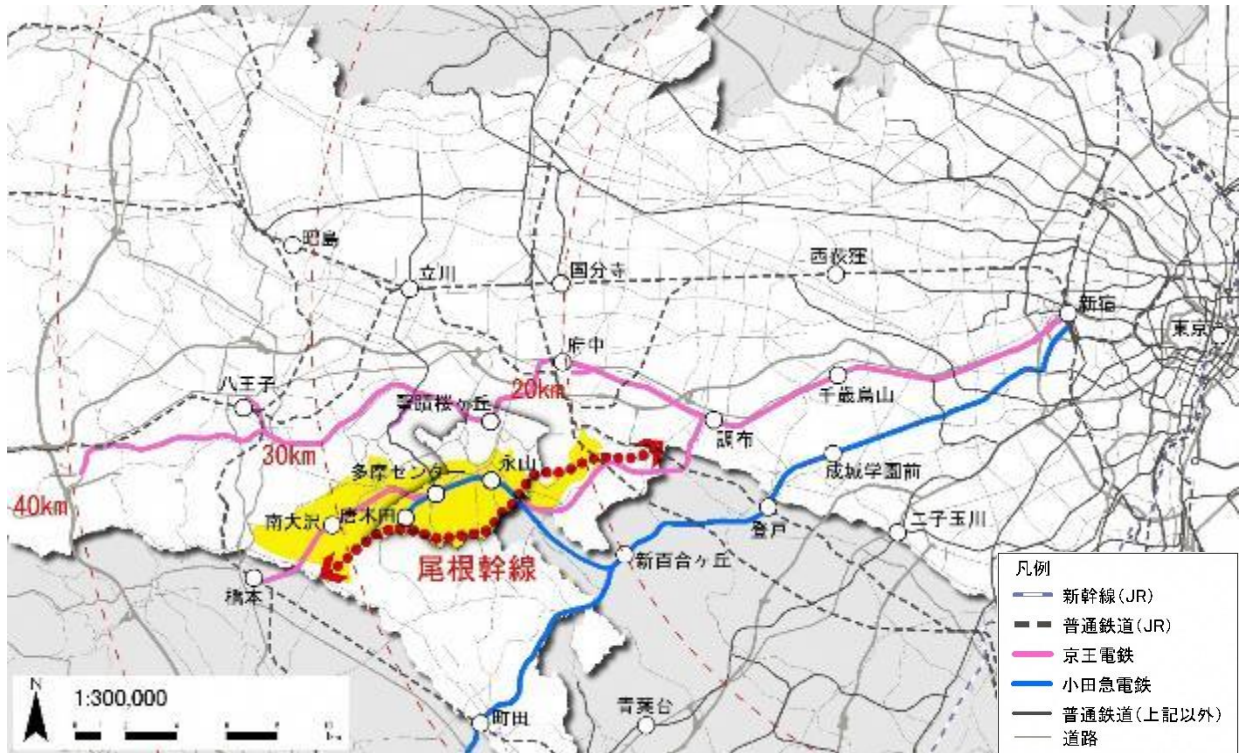 昭島
立川
国分寺
西荻窪
新宿
東京
府中
八王子
20km
聖蹟桜ヶ丘
千歳烏山
調布
30km
多摩センター
永山
成城学園前
40km
南大沢
唐木田
登戸
二子玉川
尾根幹線
新百合ヶ丘
橋本
町田
青葉台
N
1:300,000
凡例
新幹線(JR)
普通鉄道(JR)
京王電鉄
小田急電鉄
普通鉄道(上記以外)
道路